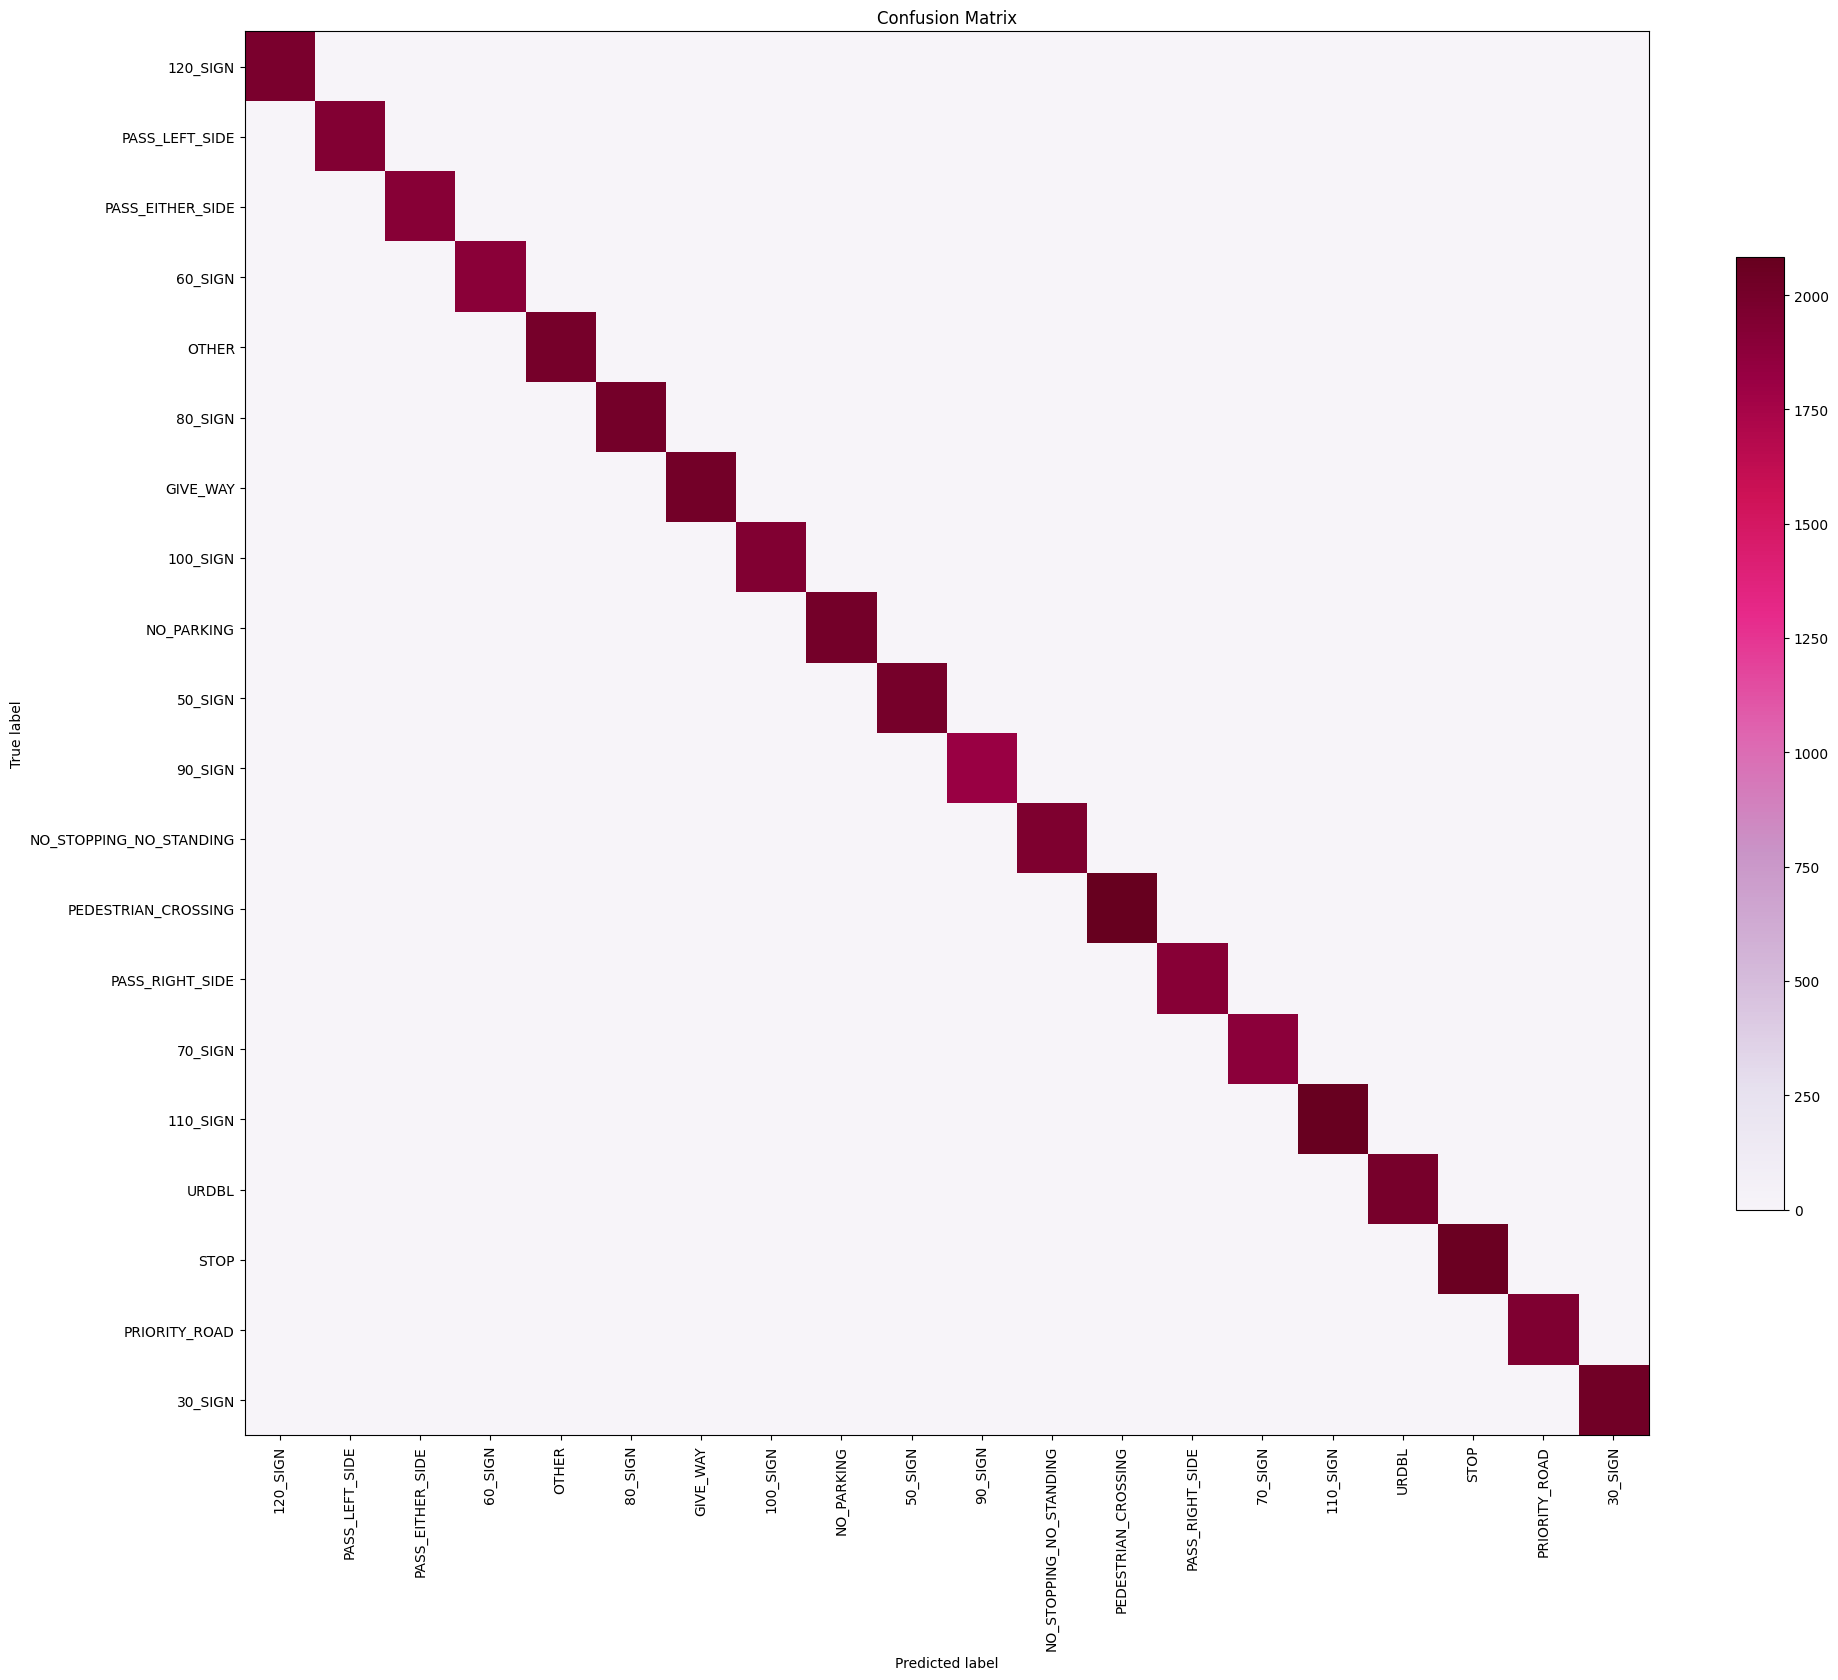 Confusion Matrix
True label
120_SIGN
PASS_LEFT_SIDE
PASS_EITHER_SIDE
60_SIGN
OTHER
80_SIGN
GIVE_WAY
100_SIGN
NO_PARKING
50_SIGN
90_SIGN
NO_STOPPING_NO_STANDING
PEDESTRIAN_CROSSING
PASS_RIGHT_SIDE
70_SIGN
110_SIGN
URDBL
STOP
PRIORITY_ROAD
30_SIGN
120_SIGN
PASS_LEFT_SIDE
PASS_EITHER_SIDE
60_SIGN
OTHER
80_SIGN
GIVE_WAY
100_SIGN
NO_PARKING
50_SIGN
90_SIGN
NO_STOPPING_NO_STANDING
PEDESTRIAN_CROSSING
PASS_RIGHT_SIDE
70_SIGN
110_SIGN
URDBL
STOP
PRIORITY_ROAD
30_SIGN
Predicted label
2000
1750
1500
1250
1000
750
500
250
0